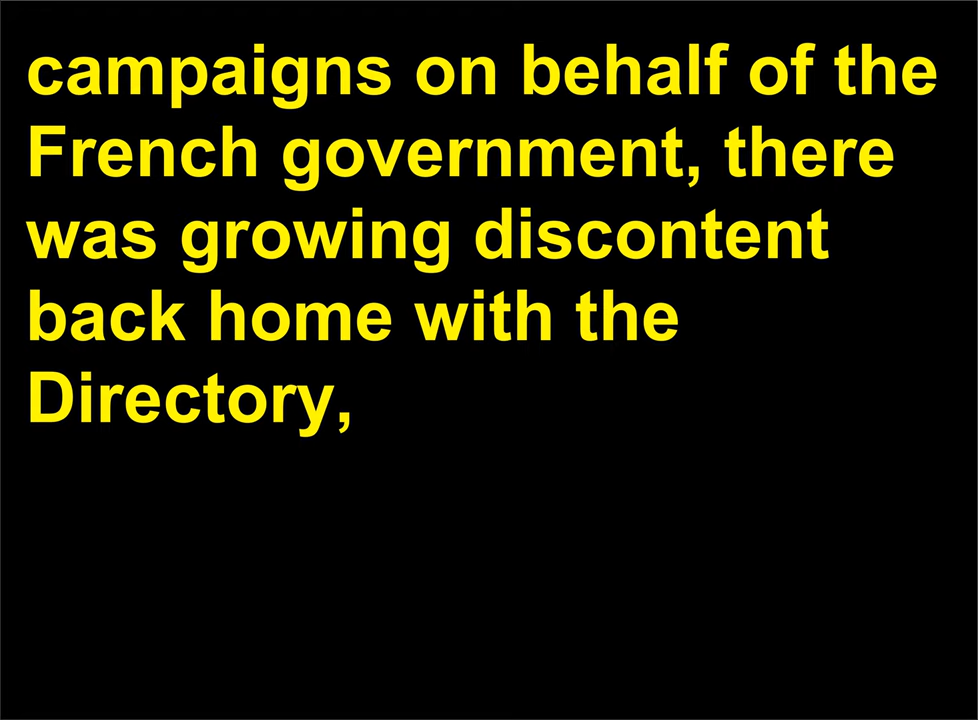 campaigns on behalf of the
French government, there
was growing discontent
back home with the
Directory,